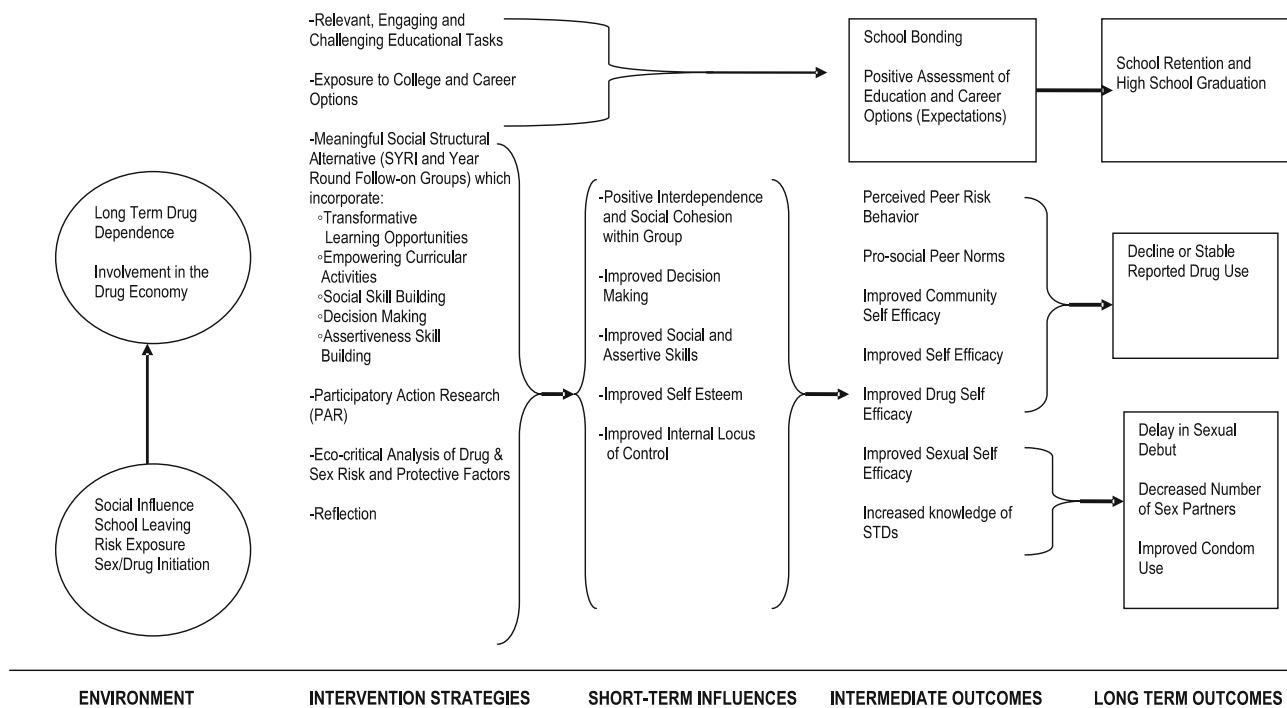 Long Term Drug
Dependence
Involvement in the
Drug Economy
Social Influence
School Leaving
Risk Exposure
Sex/Drug Initiation
ENVIRONMENT
-Relevant, Engaging and
Challenging Educational Tasks
-Exposure to College and Career
Options
-Meaningful Social Structural
Alternative (SYRI and Year
Round Follow-on Groups) which
incorporate:
◦Transformative
Learning Opportunities
◦Empowering Curricular
Activities
◦Social Skill Building
◦Decision Making
◦Assertiveness Skill
Building
-Participatory Action Research
(PAR)
-Eco-critical Analysis of Drug &
Sex Risk and Protective Factors
-Reflection
INTERVENTION STRATEGIES
-Positive Interdependence
and Social Cohesion
within Group
-Improved Decision
Making
-Improved Social and
Assertive Skills
-Improved Self Esteem
-Improved Internal Locus
of Control
SHORT-TERM INFLUENCES
School Bonding
Positive Assessment of
Education and Career
Options (Expectations)
Perceived Peer Risk
Behavior
Pro-social Peer Norms
Improved Community
Self Efficacy
Improved Self Efficacy
Improved Drug Self
Efficacy
Improved Sexual Self
Efficacy
Increased knowledge of
STDs
INTERMEDIATE OUTCOMES
School Retention and
High School Graduation
Decline or Stable
Reported Drug Use
Delay in Sexual
Debut
Decreased Number
of Sex Partners
Improved Condom
Use
LONG TERM OUTCOMES